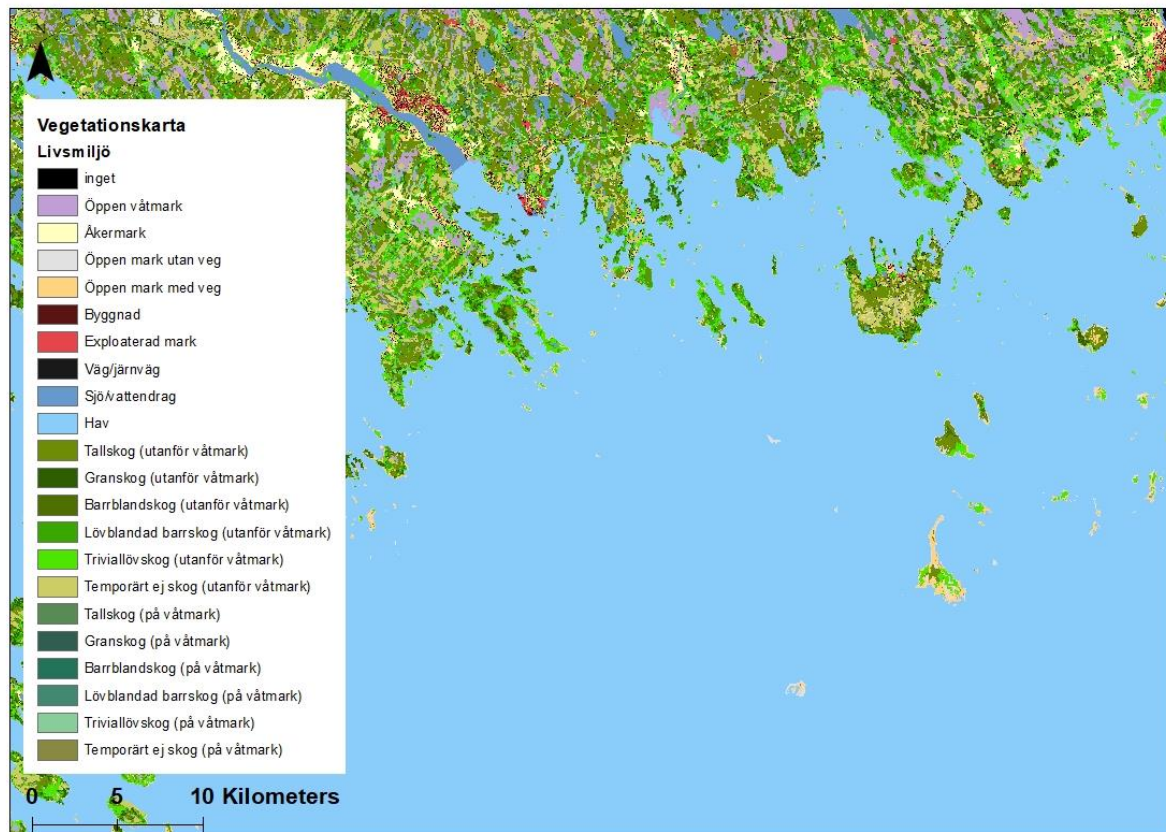 Vegetationskarta
Livsmiljö
inget
Öppen våtmark
Åkermark
Öppen mark utan veg
Öppen mark med veg
Byggnad
Exploaterad mark
Väg/järnväg
Sjö/vattendrag
Hav
Tallskog (utanför våtmark)
Granskog (utanför våtmark)
Barrblandskog (utanför våtmark)
Lövblandad barrskog (utanför våtmark)
Triviallövskog (utanför våtmark)
Temporärt ej skog (utanför våtmark)
Tallskog (på våtmark)
Granskog (på våtmark)
Barrblandskog (på våtmark)
Lövblandad barrskog (på våtmark)
Triviallövskog (på våtmark)
Temporärt ej skog (på våtmark)
0 5 10 Kilometers